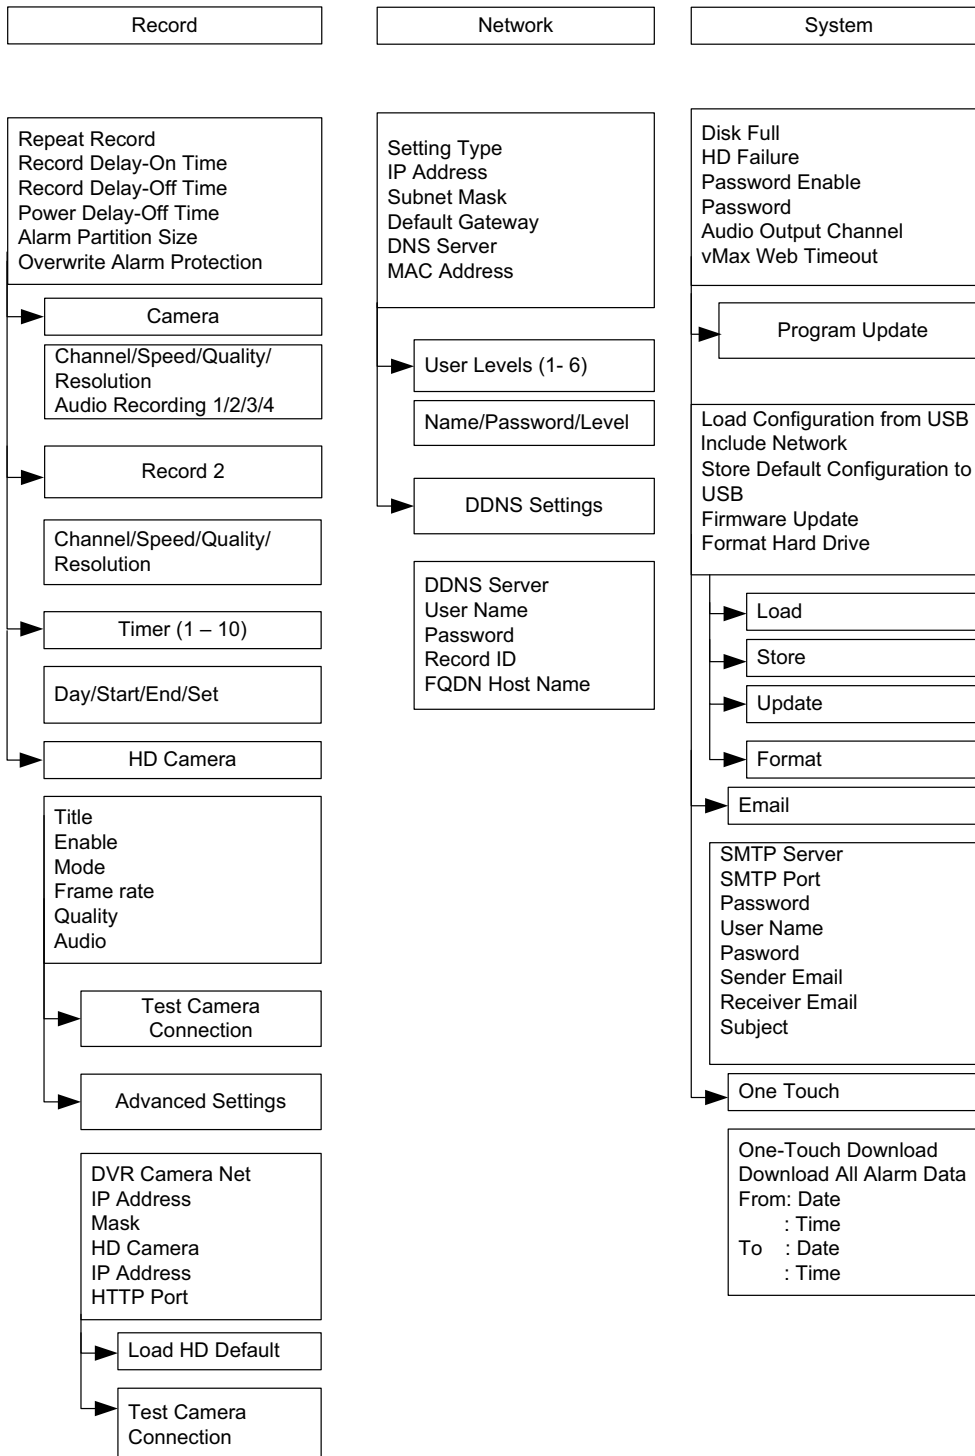 Record
Repeat Record
Record Delay-On Time
Record Delay-Off Time
Power Delay-Off Time
Alarm Partition Size
Overwrite Alarm Protection
Camera
Channel/Speed/Quality/
Resolution
Audio Recording 1/2/3/4
Record 2
Channel/Speed/Quality/
Resolution
Timer (1 – 10)
Day/Start/End/Set
HD Camera
Title
Enable
Mode
Frame rate
Quality
Audio
Test Camera
Connection
Advanced Settings
DVR Camera Net
IP Address
Mask
HD Camera
IP Address
HTTP Port
Load HD Default
Test Camera
Connection
Network
Setting Type
IP Address
Subnet Mask
Default Gateway
DNS Server
MAC Address
User Levels (1- 6)
Name/Password/Level
DDNS Settings
DDNS Server
User Name
Password
Record ID
FQDN Host Name
System
Disk Full
HD Failure
Password Enable
Password
Audio Output Channel
vMax Web Timeout
Program Update
Load Configuration from USB
Include Network
Store Default Configuration to
USB
Firmware Update
Format Hard Drive
Load
Store
Update
Format
Email
SMTP Server
SMTP Port
Password
User Name
Pasword
Sender Email
Receiver Email
Subject
One Touch
One-Touch Download
Download All Alarm Data
From: Date
: Time
To : Date
: Time